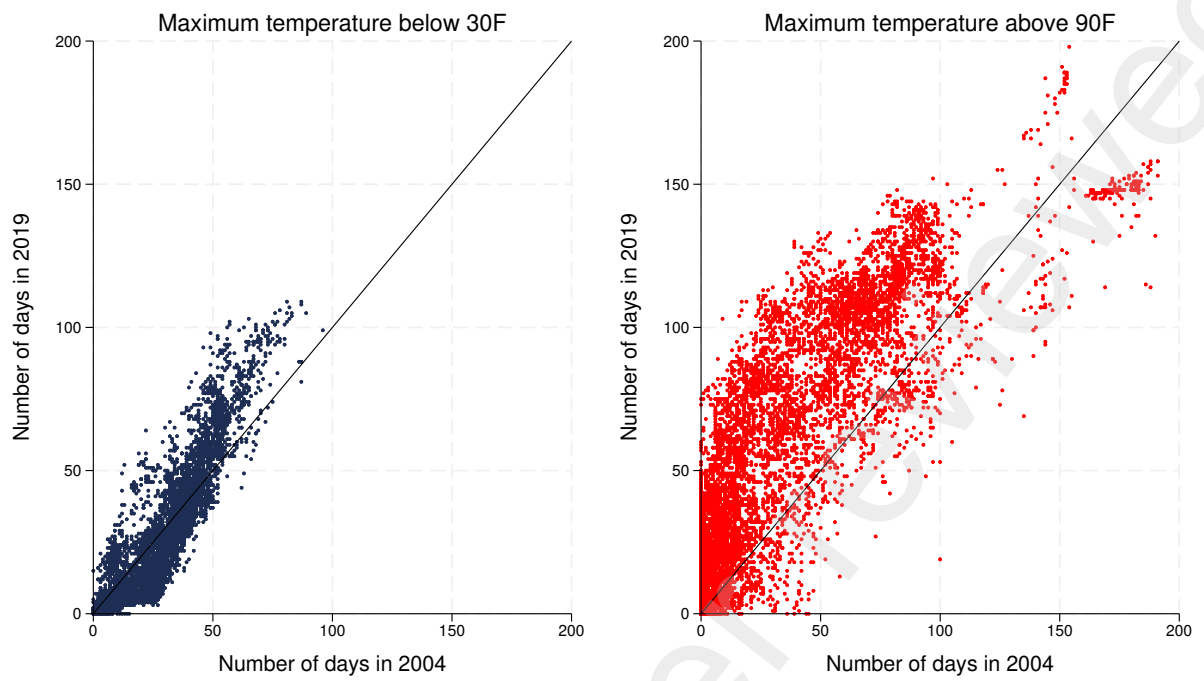 Maximum temperature below 30F
Number of days in 2019
200
150
100
50
0
0 50 100 150 200
Number of days in 2004
Maximum temperature above 90F
Number of days in 2019
200
150
100
50
0
0 50 100 150 200
Number of days in 2004
er reviewed